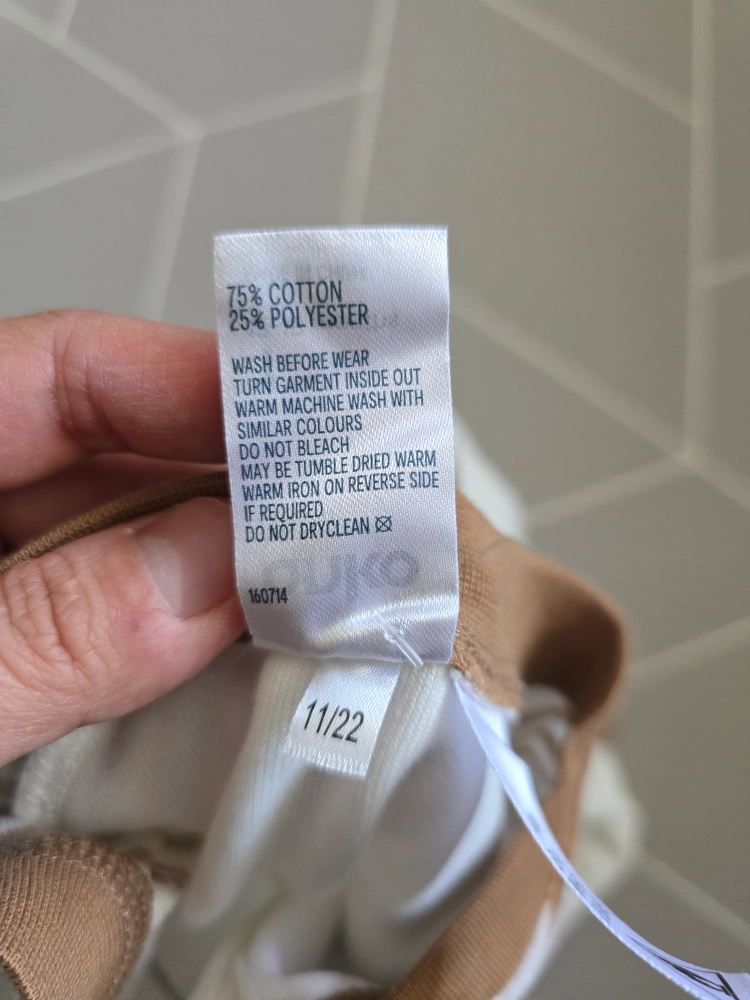 75% COTTON
25% POLYESTER
WASH BEFORE WEAR
TURN GARMENT INSIDE OUT
WARM MACHINE WASH WITH
SIMILAR COLOURS
DO NOT BLEACH
MAY BE TUMBLE DRIED WARM
WARM IRON ON REVERSE SIDE
IF REQUIRED
DO NOT DRYCLEAN
160714
11/22